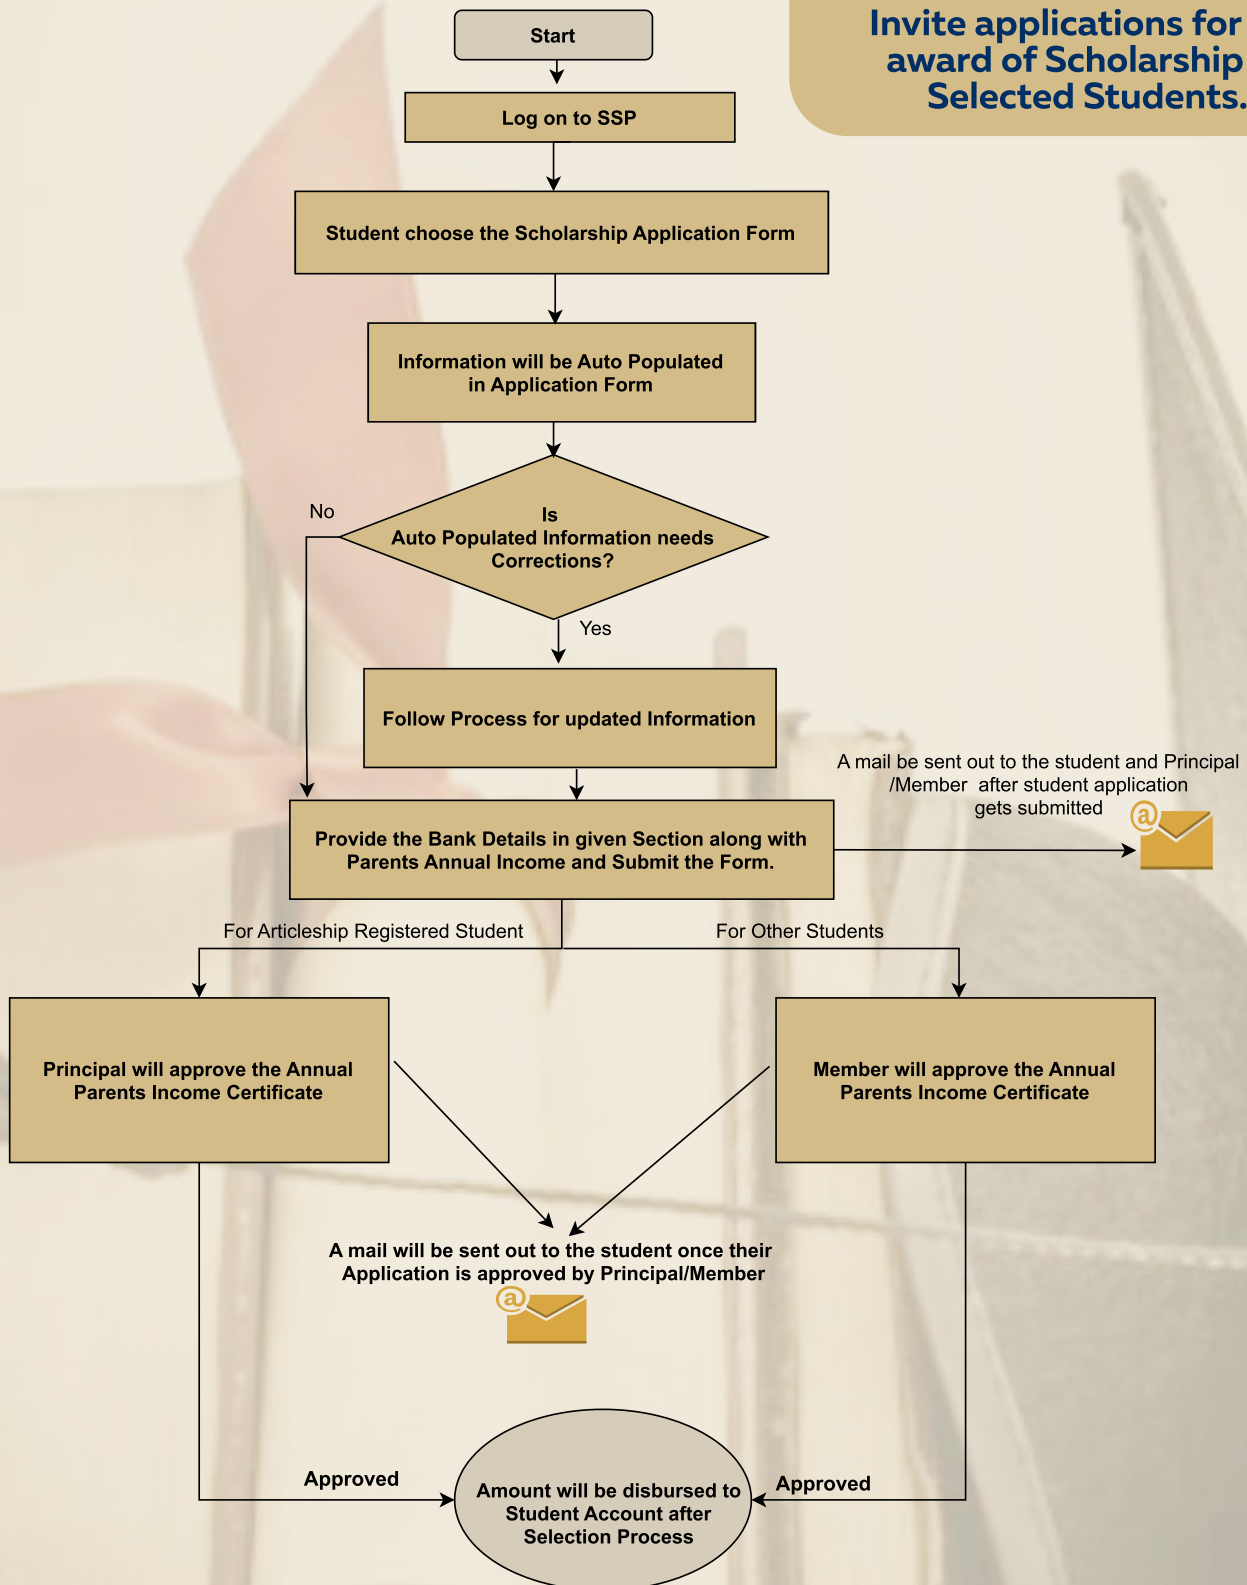 Invite applications for
award of Scholarship
Selected Students.
Start
Log on to SSP
Student choose the Scholarship Application Form
Information will be Auto Populated
in Application Form
Is
Auto Populated Information needs
Corrections?
No
Yes
Follow Process for updated Information
A mail be sent out to the student and Principal
/Member after student application
gets submitted
@
Provide the Bank Details in given Section along with
Parents Annual Income and Submit the Form.
For Articleship Registered Student
For Other Students
Principal will approve the Annual
Parents Income Certificate
Member will approve the Annual
Parents Income Certificate
A mail will be sent out to the student once their
Application is approved by Principal/Member
@
Approved
Approved
Amount will be disbursed to
Student Account after
Selection Process